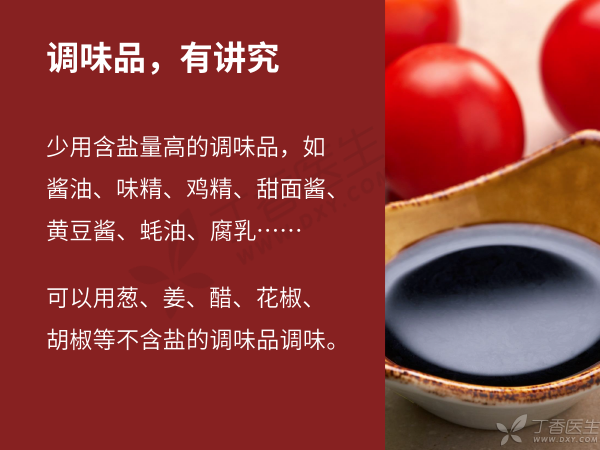 调味品，有讲究
少用含盐量高的调味品，如
酱油、味精、鸡精、甜面酱、
黄豆酱、蚝油、腐乳……
可以用葱、姜、醋、花椒、
胡椒等不含盐的调味品调味。
丁香医生
WWW.DXY.COM